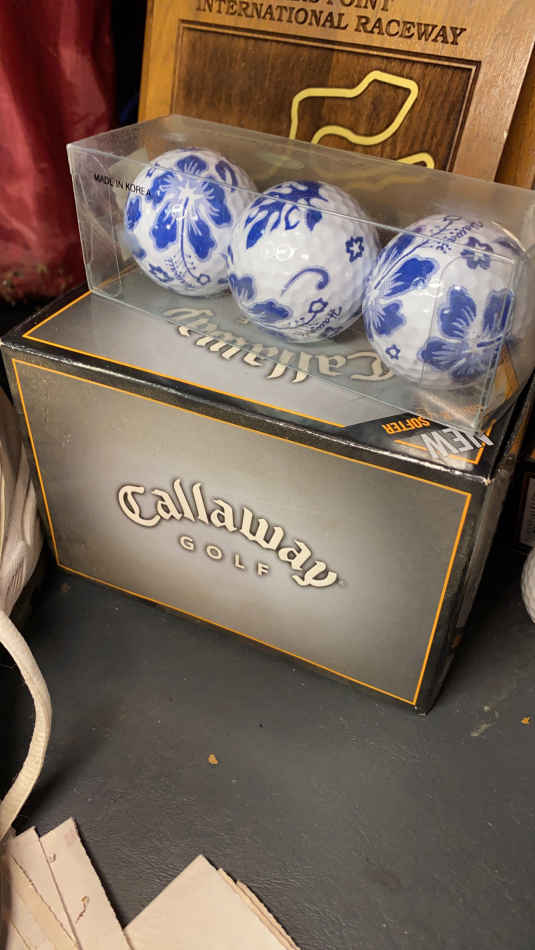 INTERNATIONAL RACEWAY
MADE IN KOREA
Callaway
SOFTER
NEW
Callaway
GOLF